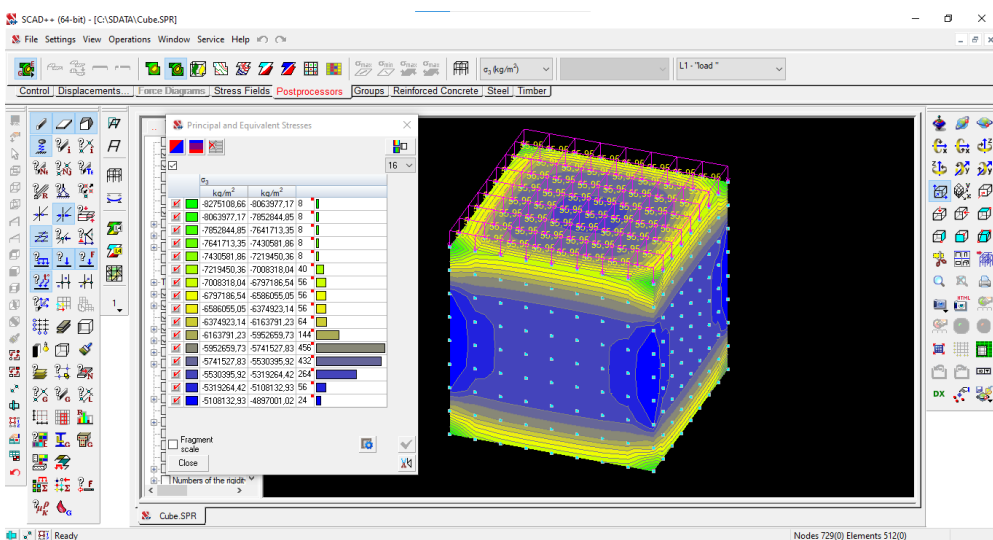 SCAD++ (64-bit) - [C:\SDATA\Cube.SPR]
File Settings View Operations Window Service Help
σ3 (kg/m²)
L1 - "load "
Control Displacements... Force Diagrams Stress Fields Postprocessors Groups Reinforced Concrete Steel Timber
Principal and Equivalent Stresses
16
σ3
kg/m² kg/m²
-8275108,66 -8063977,17 8
-8063977,17 -7852844,85 8
-7852844,85 -7641713,35 8
-7641713,35 -7430581,86 8
-7430581,86 -7219450,36 8
-7219450,36 -7008318,04 40
-7008318,04 -6797186,54 56
-6797186,54 -6586055,05 56
-6586055,05 -6374923,14 56
-6374923,14 -6163791,23 64
-6163791,23 -5952659,73 144
-5952659,73 -5741527,83 456
-5741527,83 -5530395,92 432
-5530395,92 -5319264,42 264
-5319264,42 -5108132,93 56
-5108132,93 -4897001,02 24
Fragment
scale
Close
Numbers of the rigidit
Cube.SPR
Ready
Nodes 729(0) Elements 512(0)
HTML
DX